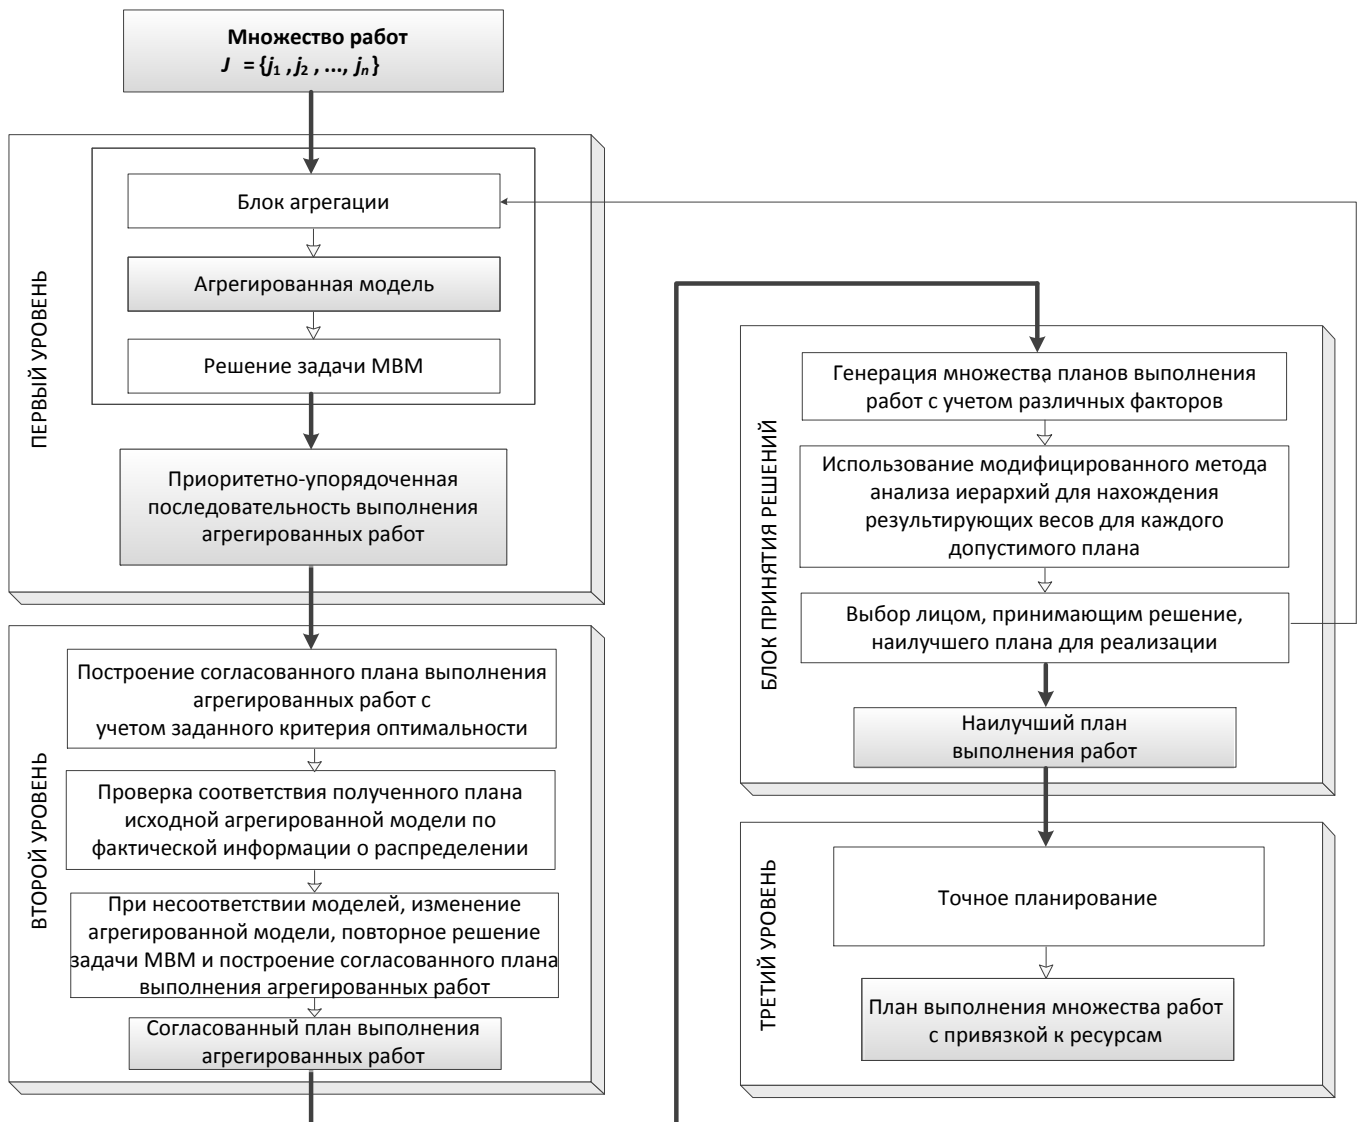 Множество работ
J = {j1 , j2 , ..., jn}
ПЕРВЫЙ УРОВЕНЬ
Блок агрегации
Агрегированная модель
Решение задачи МВМ
Приоритетно-упорядоченная
последовательность выполнения
агрегированных работ
ВТОРОЙ УРОВЕНЬ
Построение согласованного плана выполнения
агрегированных работ с
учетом заданного критерия оптимальности
Проверка соответствия полученного плана
исходной агрегированной модели по
фактической информации о распределении
При несоответствии моделей, изменение
агрегированной модели, повторное решение
задачи МВМ и построение согласованного плана
выполнения агрегированных работ
Согласованный план выполнения
агрегированных работ
БЛОК ПРИНЯТИЯ РЕШЕНИЙ
Генерация множества планов выполнения
работ с учетом различных факторов
Использование модифицированного метода
анализа иерархий для нахождения
результирующих весов для каждого
допустимого плана
Выбор лицом, принимающим решение,
наилучшего плана для реализации
Наилучший план
выполнения работ
ТРЕТИЙ УРОВЕНЬ
Точное планирование
План выполнения множества работ
с привязкой к ресурсам